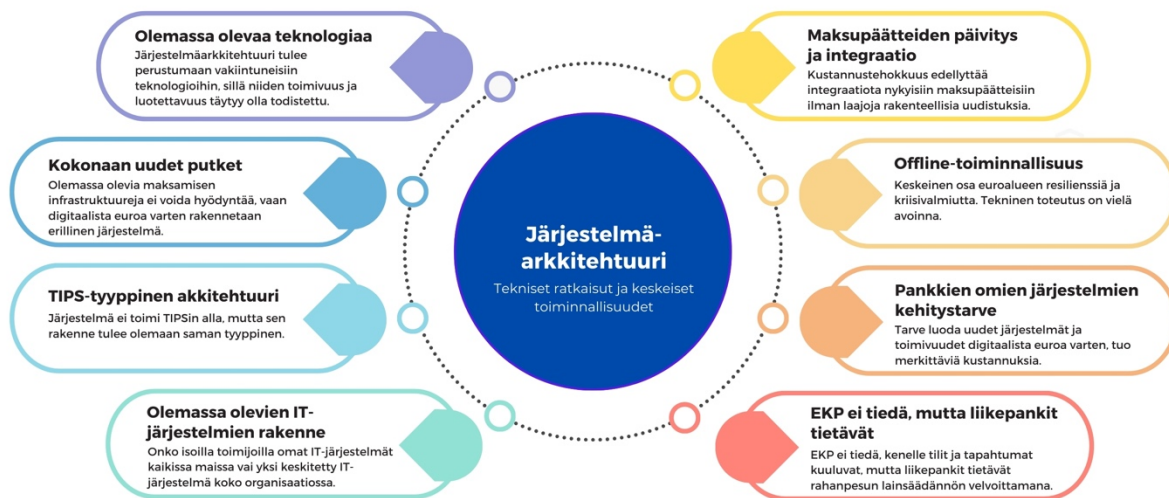 Olemassa olevaa teknologiaa
Järjestelmäarkkitehtuuri tulee
perustumaan vakiintuneisiin
teknologioihin, sillä niiden toimivuus ja
luotettavuus täytyy olla todistettu.
Kokonaan uudet putket
Olemassa olevia maksamisen
infrastruktuureja ei voida hyödyntää, vaan
digitaalista euroa varten rakennetaan
erillinen järjestelmä.
TIPS-tyyppinen akkitehtuuri
Järjestelmä ei toimi TIPSin alla, mutta sen
rakenne tulee olemaan saman tyyppinen.
Olemassa olevien IT-
järjestelmien rakenne
Onko isoilla toimijoilla omat IT-järjestelmät
kaikissa maissa vai yksi keskitetty IT-
järjestelmä koko organisaatiossa.
Järjestelmä-
arkkitehtuuri
Tekniset ratkaisut ja keskeiset
toiminnallisuudet
Maksupäätteiden päivitys
ja integraatio
Kustannustehokkuus edellyttää
integraatiota nykyisiin maksupäätteisiin
ilman laajoja rakenteellisia uudistuksia.
Offline-toiminnallisuus
Keskeinen osa euroalueen resilienssiä ja
kriisivalmiutta. Tekninen toteutus on vielä
avoinna.
Pankkien omien järjestelmien
kehitystarve
Tarve luoda uudet järjestelmät ja
toimivuudet digitaalista euroa varten, tuo
merkittäviä kustannuksia.
EKP ei tiedä, mutta liikepankit
tietävät
EKP ei tiedä, kenelle tilit ja tapahtumat
kuuluvat, mutta liikepankit tietävät
rahanpesun lainsäädännön velvoittamana.